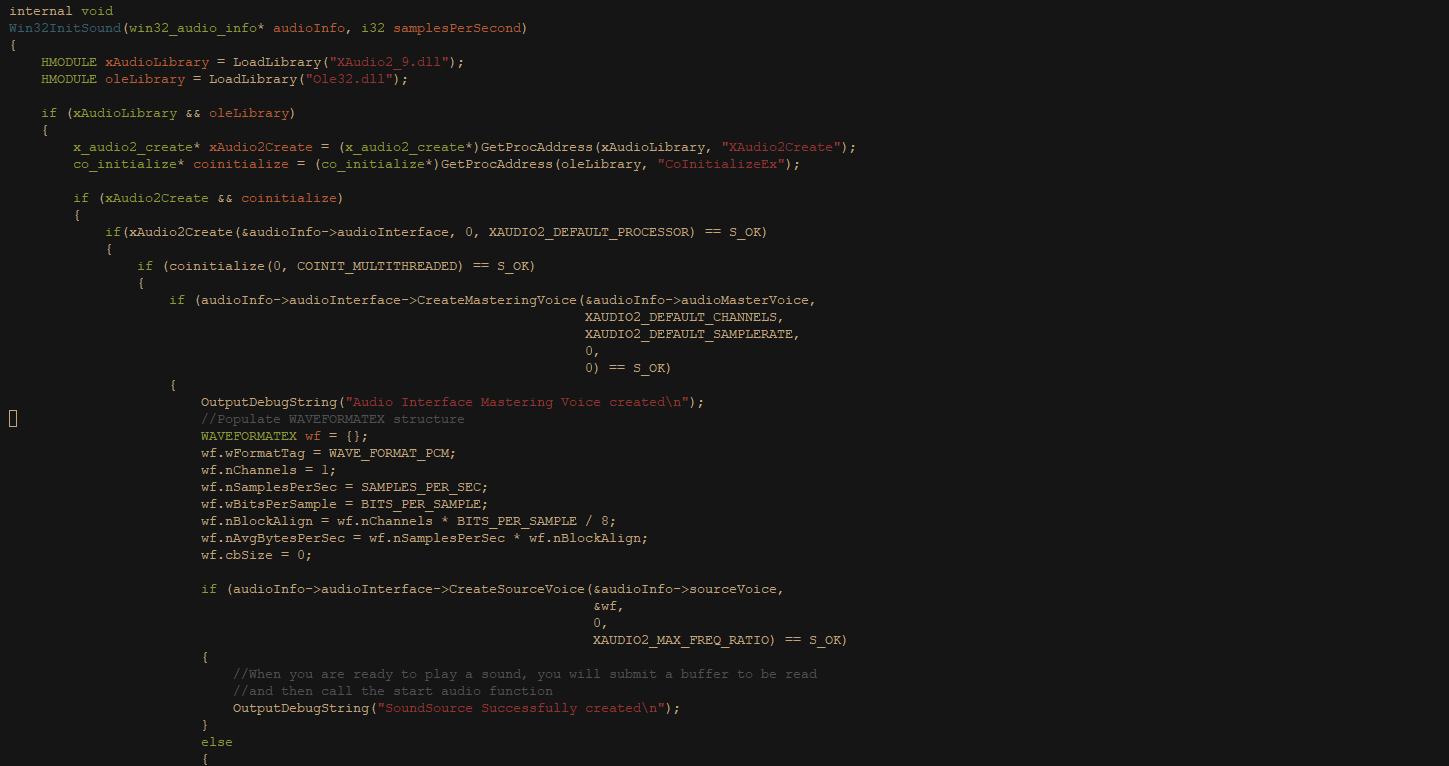 internal void
Win32InitSound(win32_audio_info* audioInfo, i32 samplesPerSecond)
{
    HMODULE xAudioLibrary = LoadLibrary("XAudio2_9.dll");
    HMODULE oleLibrary = LoadLibrary("Ole32.dll");

    if (xAudioLibrary && oleLibrary)
    {
        x_audio2_create* xAudio2Create = (x_audio2_create*)GetProcAddress(xAudioLibrary, "XAudio2Create");
        co_initialize* coinitialize = (co_initialize*)GetProcAddress(oleLibrary, "CoInitializeEx");

        if (xAudio2Create && coinitialize)
        {
            if(xAudio2Create(&audioInfo->audioInterface, 0, XAUDIO2_DEFAULT_PROCESSOR) == S_OK)
            {
                if (coinitialize(0, COINIT_MULTITHREADED) == S_OK)
                {
                    if (audioInfo->audioInterface->CreateMasteringVoice(&audioInfo->audioMasterVoice,
                                                                        XAUDIO2_DEFAULT_CHANNELS,
                                                                        XAUDIO2_DEFAULT_SAMPLERATE,
                                                                        0,
                                                                        0) == S_OK)
                    {
                        OutputDebugString("Audio Interface Mastering Voice created\n");
                        //Populate WAVEFORMATEX structure
                        WAVEFORMATEX wf = {};
                        wf.wFormatTag = WAVE_FORMAT_PCM;
                        wf.nChannels = 1;
                        wf.nSamplesPerSec = SAMPLES_PER_SEC;
                        wf.wBitsPerSample = BITS_PER_SAMPLE;
                        wf.nBlockAlign = wf.nChannels * BITS_PER_SAMPLE / 8;
                        wf.nAvgBytesPerSec = wf.nSamplesPerSec * wf.nBlockAlign;
                        wf.cbSize = 0;

                        if (audioInfo->audioInterface->CreateSourceVoice(&audioInfo->sourceVoice,
                                                                         &wf,
                                                                         0,
                                                                         XAUDIO2_MAX_FREQ_RATIO) == S_OK)
                        {
                            //When you are ready to play a sound, you will submit a buffer to be read
                            //and then call the start audio function
                            OutputDebugString("SoundSource Successfully created\n");
                        }
                        else
                        {